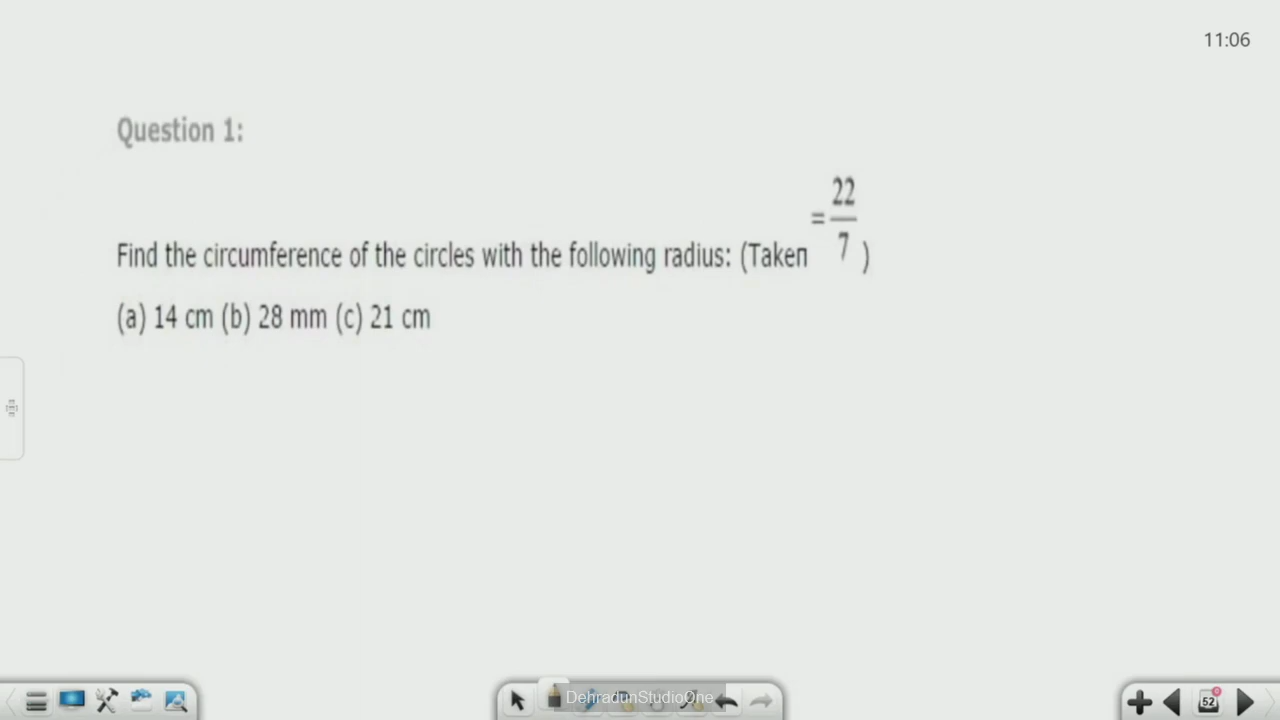 11:06
Question 1:
Find the circumference of the circles with the following radius: (Takeπ = 22/7 )
(a) 14 cm (b) 28 mm (c) 21 cm
52
DehradunStudioOne